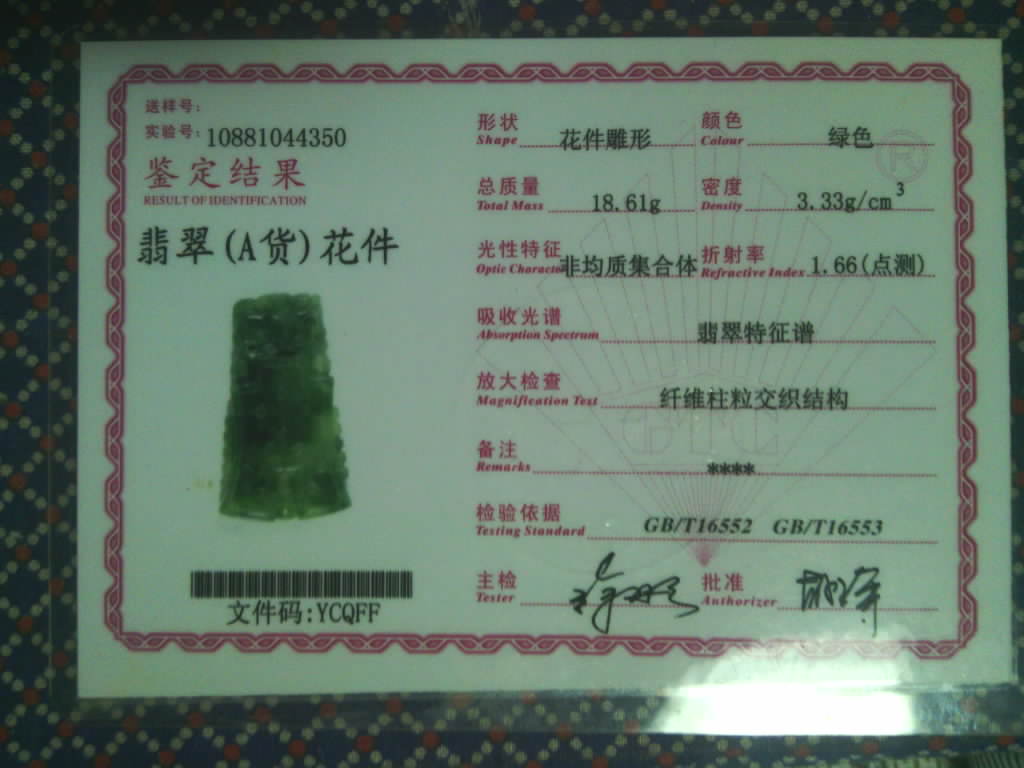 送样号:
实验号: 10881044350
鉴定结果
RESULT OF IDENTIFICATION
翡翠(A货)花件
文件码:YCQFF
形状 花件雕形 颜色 绿色
Shape Colour
总质量 18.61g 密度 3.33g/cm³
Total Mass Density
光性特征 非均质集合体 折射率 1.66(点测)
Optic Character Refractive Index
吸收光谱 翡翠特征谱
Absorption Spectrum
放大检查 纤维柱粒交织结构
Magnification Test
备注 ****
Remarks
检验依据 GB/T16552 GB/T16553
Testing Standard
主检 批准
Tester Authorizer
GTC
®